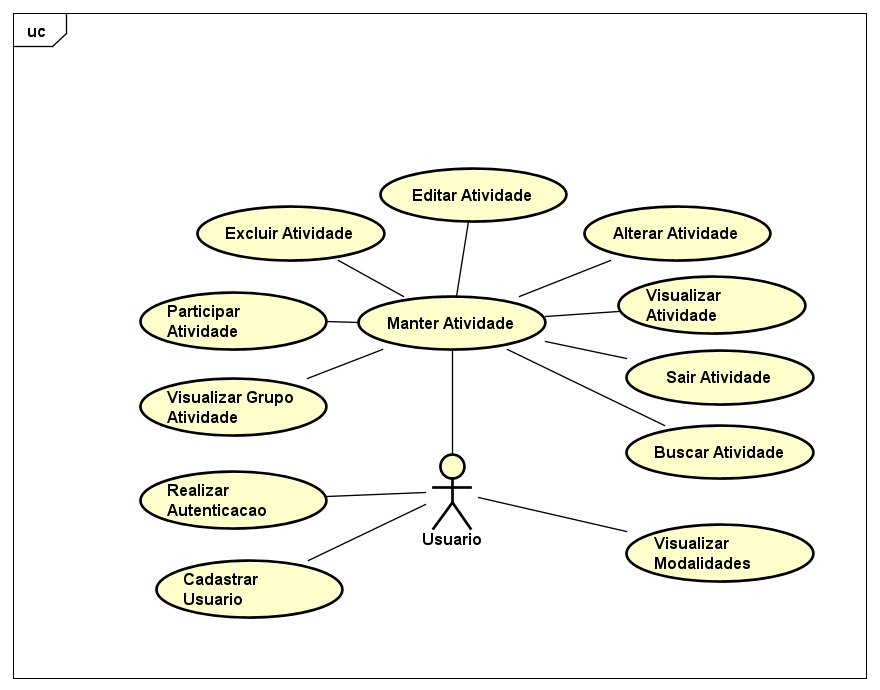 uc
Editar Atividade
Excluir Atividade
Alterar Atividade
Visualizar
Atividade
Participar
Atividade
Manter Atividade
Sair Atividade
Visualizar Grupo
Atividade
Buscar Atividade
Realizar
Autenticacao
Usuario
Visualizar
Modalidades
Cadastrar
Usuario